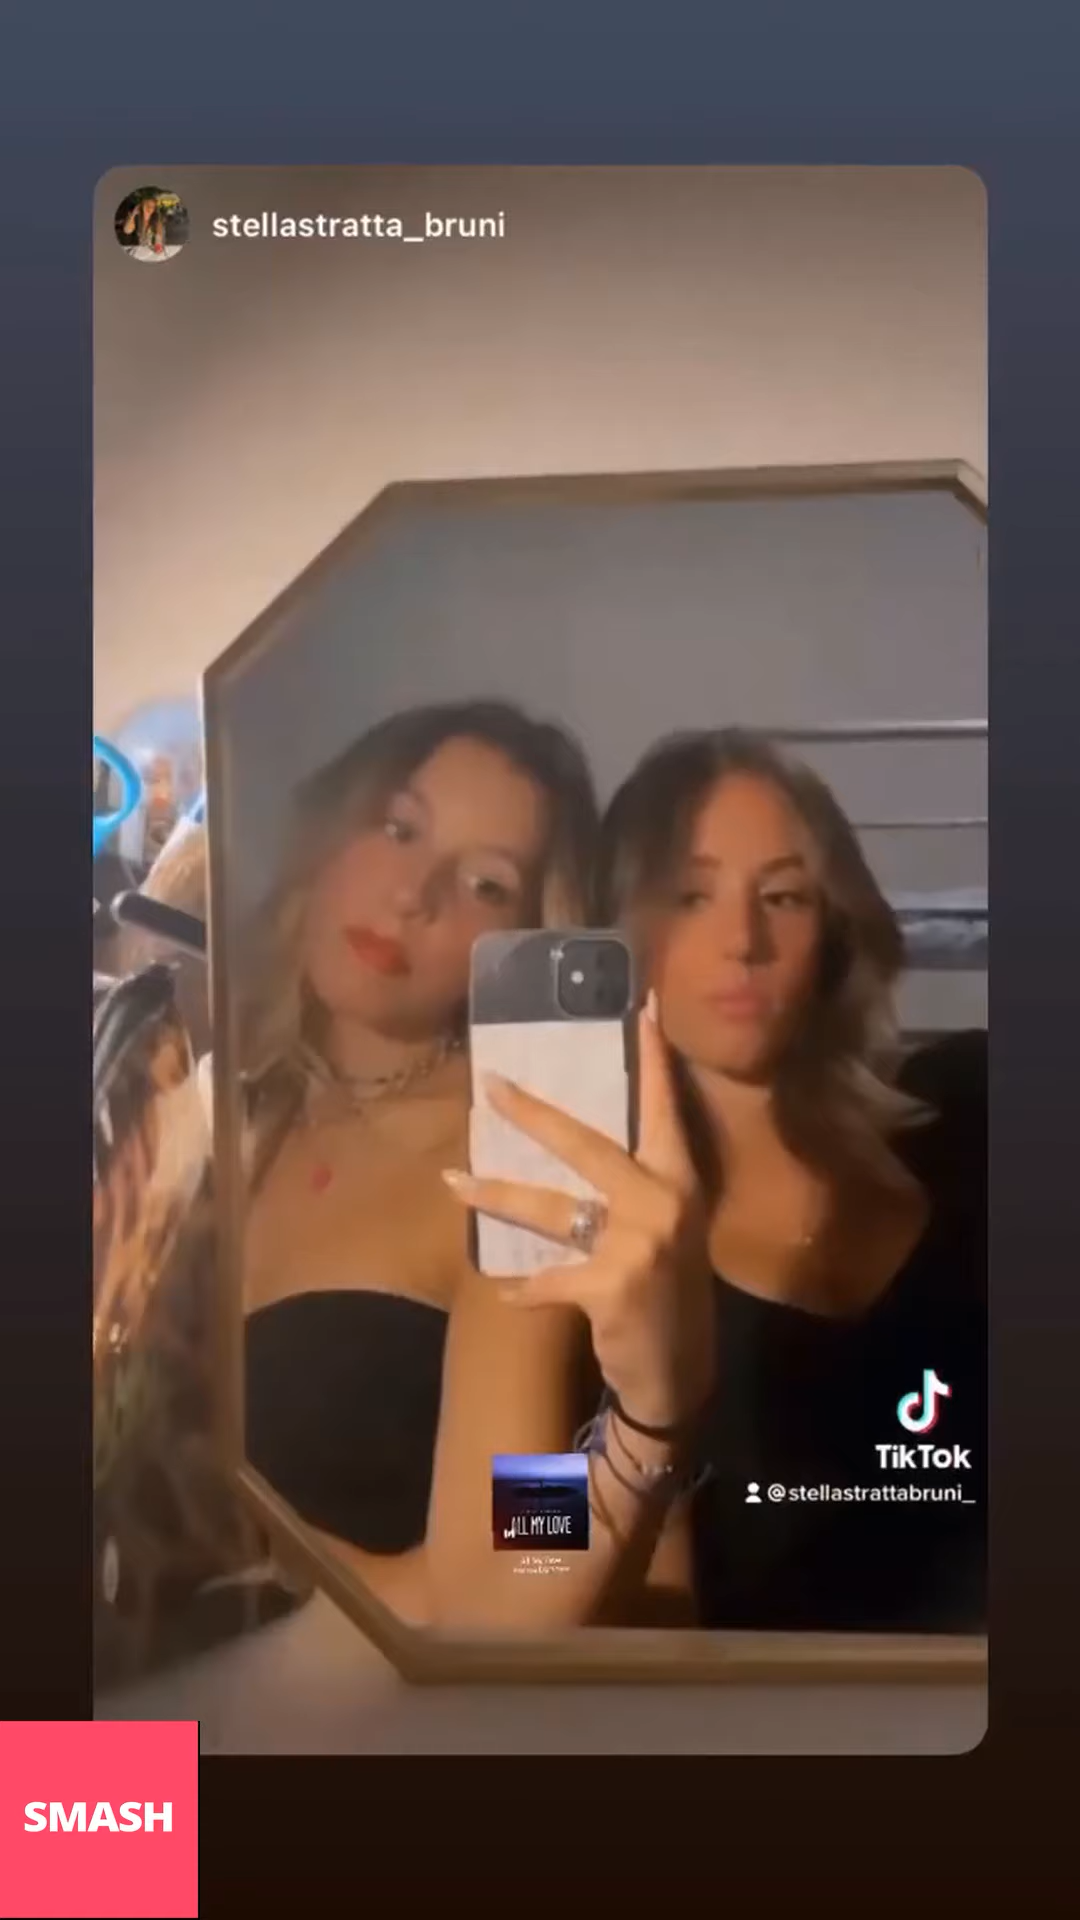 stellastratta_bruni
TikTok
@stellastrattabruni_
ALL MY LOVE
SMASH